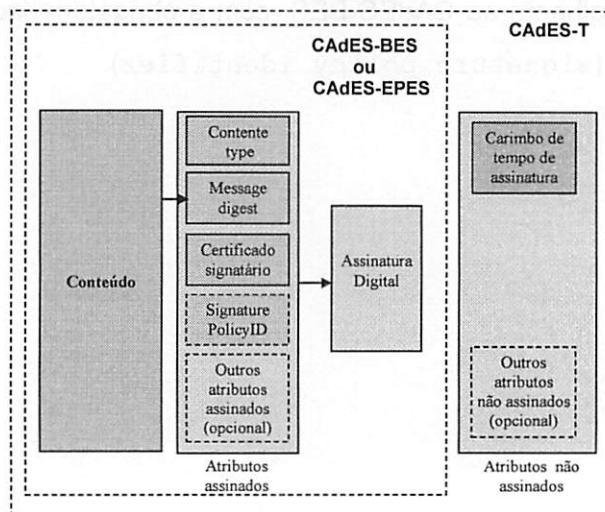 CAdES-BES
ou
CAdES-EPES
CAdES-T
Conteúdo
Contente
type
Message
digest
Certificado
signatário
Signature
PolicyID
Outros
atributos
assinados
(opcional)
Atributos
assinados
Assinatura
Digital
Carimbo de
tempo de
assinatura
Outros
atributos
não assinados
(opcional)
Atributos não
assinados